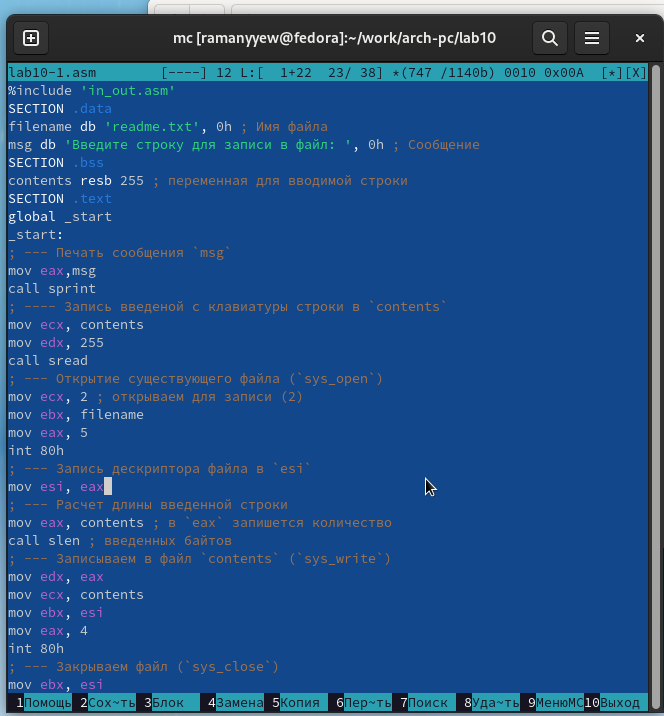 mc [ramanyyew@fedora]:~/work/arch-pc/lab10
lab10-1.asm [----] 12 L:[ 1+22 23/ 38] *(747 /1140b) 0010 0x00A [*][X]
%include 'in_out.asm'
SECTION .data
filename db 'readme.txt', 0h ; Имя файла
msg db 'Введите строку для записи в файл: ', 0h ; Сообщение
SECTION .bss
contents resb 255 ; переменная для вводимой строки
SECTION .text
global _start
_start:
; --- Печать сообщения `msg`
mov eax,msg
call sprint
; ---- Запись введеной с клавиатуры строки в `contents`
mov ecx, contents
mov edx, 255
call sread
; --- Открытие существующего файла (`sys_open`)
mov ecx, 2 ; открываем для записи (2)
mov ebx, filename
mov eax, 5
int 80h
; --- Запись дескриптора файла в `esi`
mov esi, eax
; --- Расчет длины введенной строки
mov eax, contents ; в `eax` запишется количество
call slen ; введенных байтов
; --- Записываем в файл `contents` (`sys_write`)
mov edx, eax
mov ecx, contents
mov ebx, esi
mov eax, 4
int 80h
; --- Закрываем файл (`sys_close`)
mov ebx, esi
1Помощь 2Сох~ть 3Блок 4Замена 5Копия 6Пер~ть 7Поиск 8Уда~ть 9МенюМС 10Выход